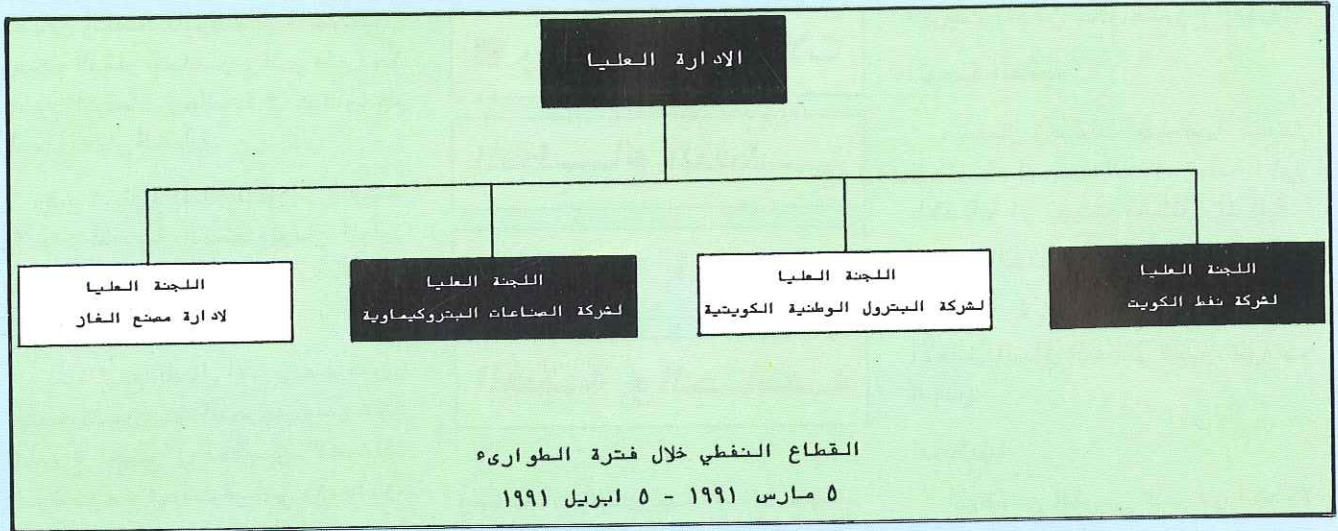 الادارة العليا
اللجنة العليا
لشركة نفط الكويت
اللجنة العليا
لشركة البترول الوطنية الكويتية
اللجنة العليا
لشركة الصناعات البتروكيماوية
اللجنة العليا
لادارة مصنع الغاز
القطاع النفطي خلال فترة الطوارىء
٥ مارس ١٩٩١ - ٥ ابريل ١٩٩١